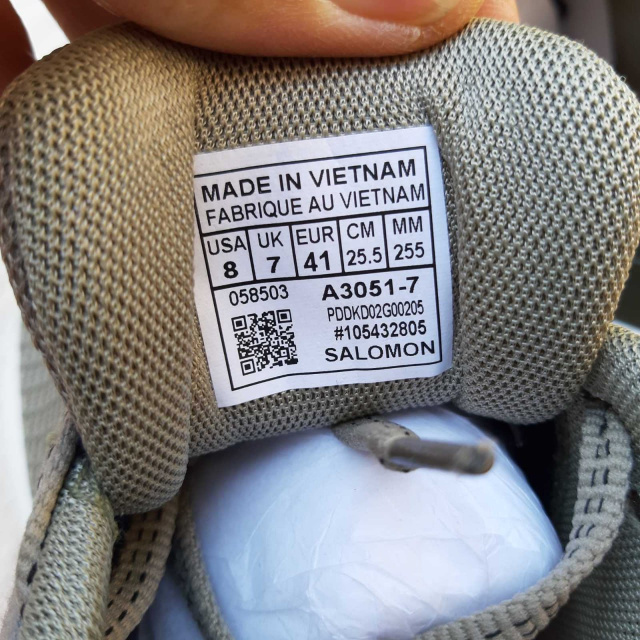 MADE IN VIETNAM
FABRIQUE AU VIETNAM
USA UK EUR CM MM
8 7 41 25.5 255
058503 A3051-7
PDDKD02G00205
#105432805
SALOMON